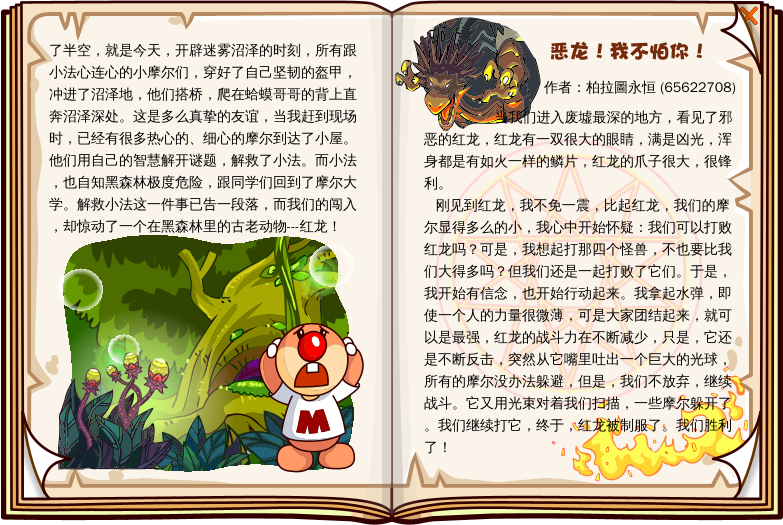 了半空，就是今天，开辟迷雾沼泽的时刻，所有跟
小法心连心的小摩尔们，穿好了自己坚韧的盔甲，
冲进了沼泽地，他们搭桥，爬在蛤蟆哥哥的背上直
奔沼泽深处。这是多么真挚的友谊，当我赶到现场
时，已经有很多热心的、细心的摩尔到达了小屋。
他们用自己的智慧解开谜题，解救了小法。而小法
，也自知黑森林极度危险，跟同学们回到了摩尔大
学。解救小法这一件事已告一段落，而我们的闯入
，却惊动了一个在黑森林里的古老动物---红龙！
M
恶龙！我不怕你！
作者：柏拉圖永恒 (65622708)
当我们进入废墟最深的地方，看见了邪
恶的红龙，红龙有一双很大的眼睛，满是凶光，浑
身都是有如火一样的鳞片，红龙的爪子很大，很锋
利。
刚见到红龙，我不免一震，比起红龙，我们的摩
尔显得多么的小，我心中开始怀疑：我们可以打败
红龙吗？可是，我想起打那四个怪兽，不也要比我
们大得多吗？但我们还是一起打败了它们。于是，
我开始有信念，也开始行动起来。我拿起水弹，即
使一个人的力量很微薄，可是大家团结起来，就可
以是最强，红龙的战斗力在不断减少，只是，它还
是不断反击，突然从它嘴里吐出一个巨大的光球，
所有的摩尔没办法躲避，但是，我们不放弃，继续
战斗。它又用光束对着我们扫描，一些摩尔躲开了
。我们继续打它，终于，红龙被制服了。我们胜利
了！